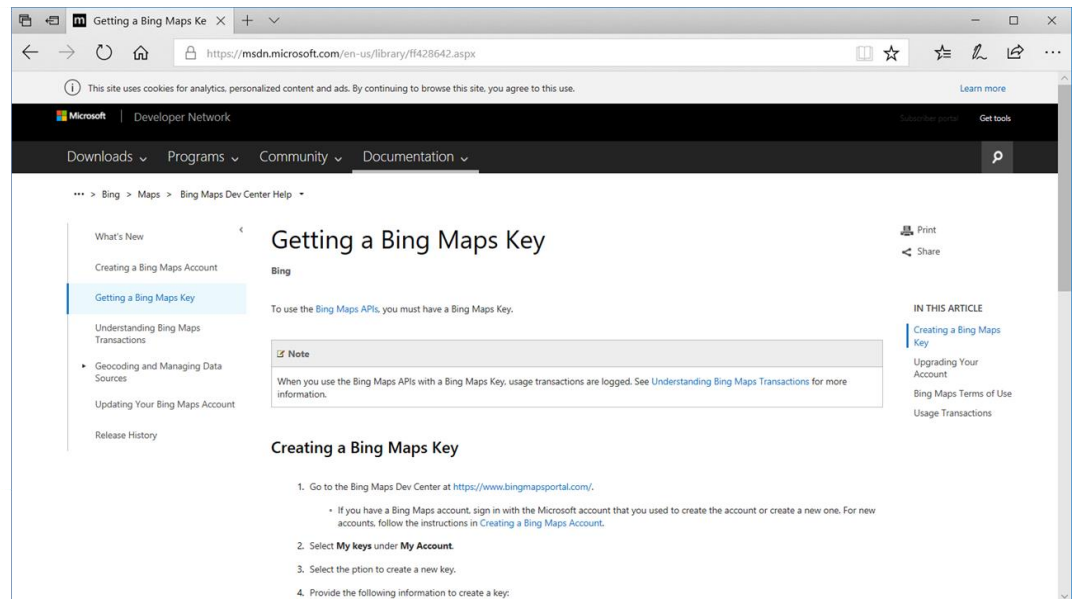 m Getting a Bing Maps Ke
https://msdn.microsoft.com/en-us/library/ff428642.aspx
This site uses cookies for analytics, personalized content and ads. By continuing to browse this site, you agree to this use.
Learn more
Microsoft | Developer Network
Subscriber portal
Get tools
Downloads
Programs
Community
Documentation
··· > Bing > Maps > Bing Maps Dev Center Help
What's New
Creating a Bing Maps Account
Getting a Bing Maps Key
Understanding Bing Maps
Transactions
Geocoding and Managing Data
Sources
Updating Your Bing Maps Account
Release History
Getting a Bing Maps Key
Bing
To use the Bing Maps APIs, you must have a Bing Maps Key.
Note
When you use the Bing Maps APIs with a Bing Maps Key, usage transactions are logged. See Understanding Bing Maps Transactions for more
information.
Creating a Bing Maps Key
1. Go to the Bing Maps Dev Center at https://www.bingmapsportal.com/.
• If you have a Bing Maps account, sign in with the Microsoft account that you used to create the account or create a new one. For new
accounts, follow the instructions in Creating a Bing Maps Account.
2. Select My keys under My Account.
3. Select the ption to create a new key.
4. Provide the following information to create a key:
Print
Share
IN THIS ARTICLE
Creating a Bing Maps
Key
Upgrading Your
Account
Bing Maps Terms of Use
Usage Transactions